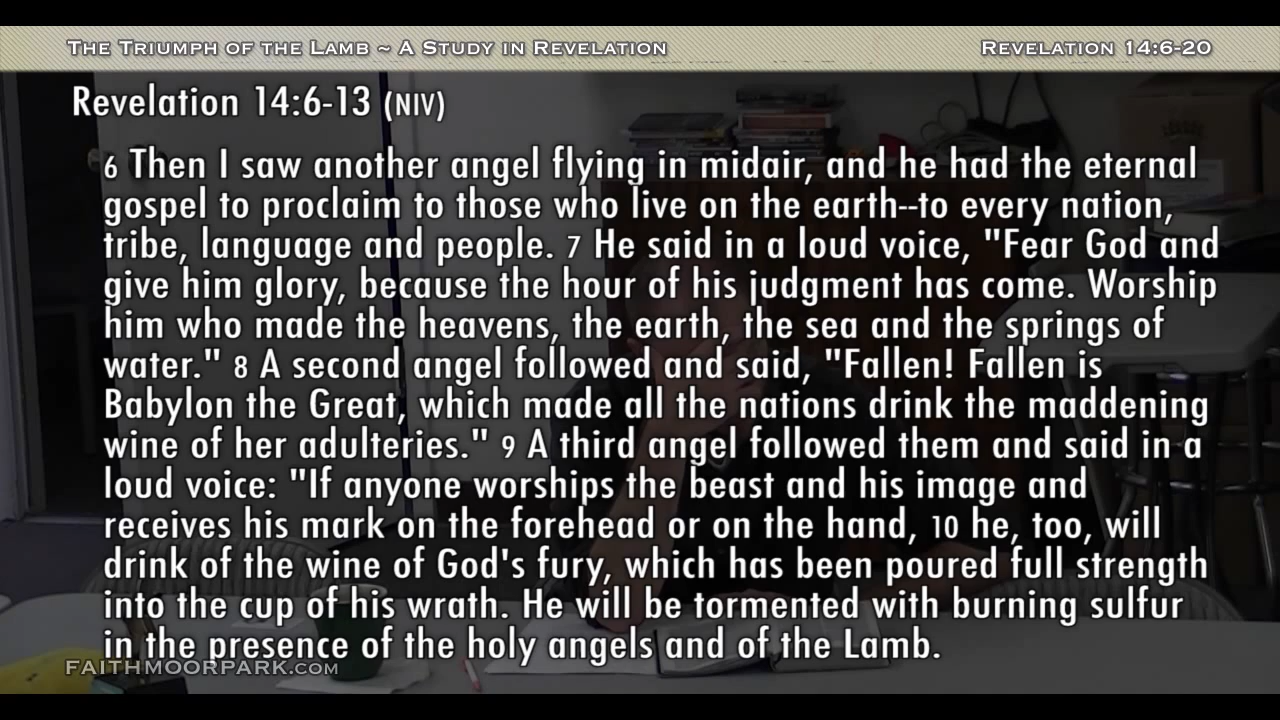 The Triumph of the Lamb ~ A Study in Revelation
Revelation 14:6-20
Revelation 14:6-13 (NIV)
6 Then I saw another angel flying in midair, and he had the eternal
gospel to proclaim to those who live on the earth--to every nation,
tribe, language and people. 7 He said in a loud voice, "Fear God and
give him glory, because the hour of his judgment has come. Worship
him who made the heavens, the earth, the sea and the springs of
water." 8 A second angel followed and said, "Fallen! Fallen is
Babylon the Great, which made all the nations drink the maddening
wine of her adulteries." 9 A third angel followed them and said in a
loud voice: "If anyone worships the beast and his image and
receives his mark on the forehead or on the hand, 10 he, too, will
drink of the wine of God's fury, which has been poured full strength
into the cup of his wrath. He will be tormented with burning sulfur
in the presence of the holy angels and of the Lamb.
FAITHMOORPARK.COM